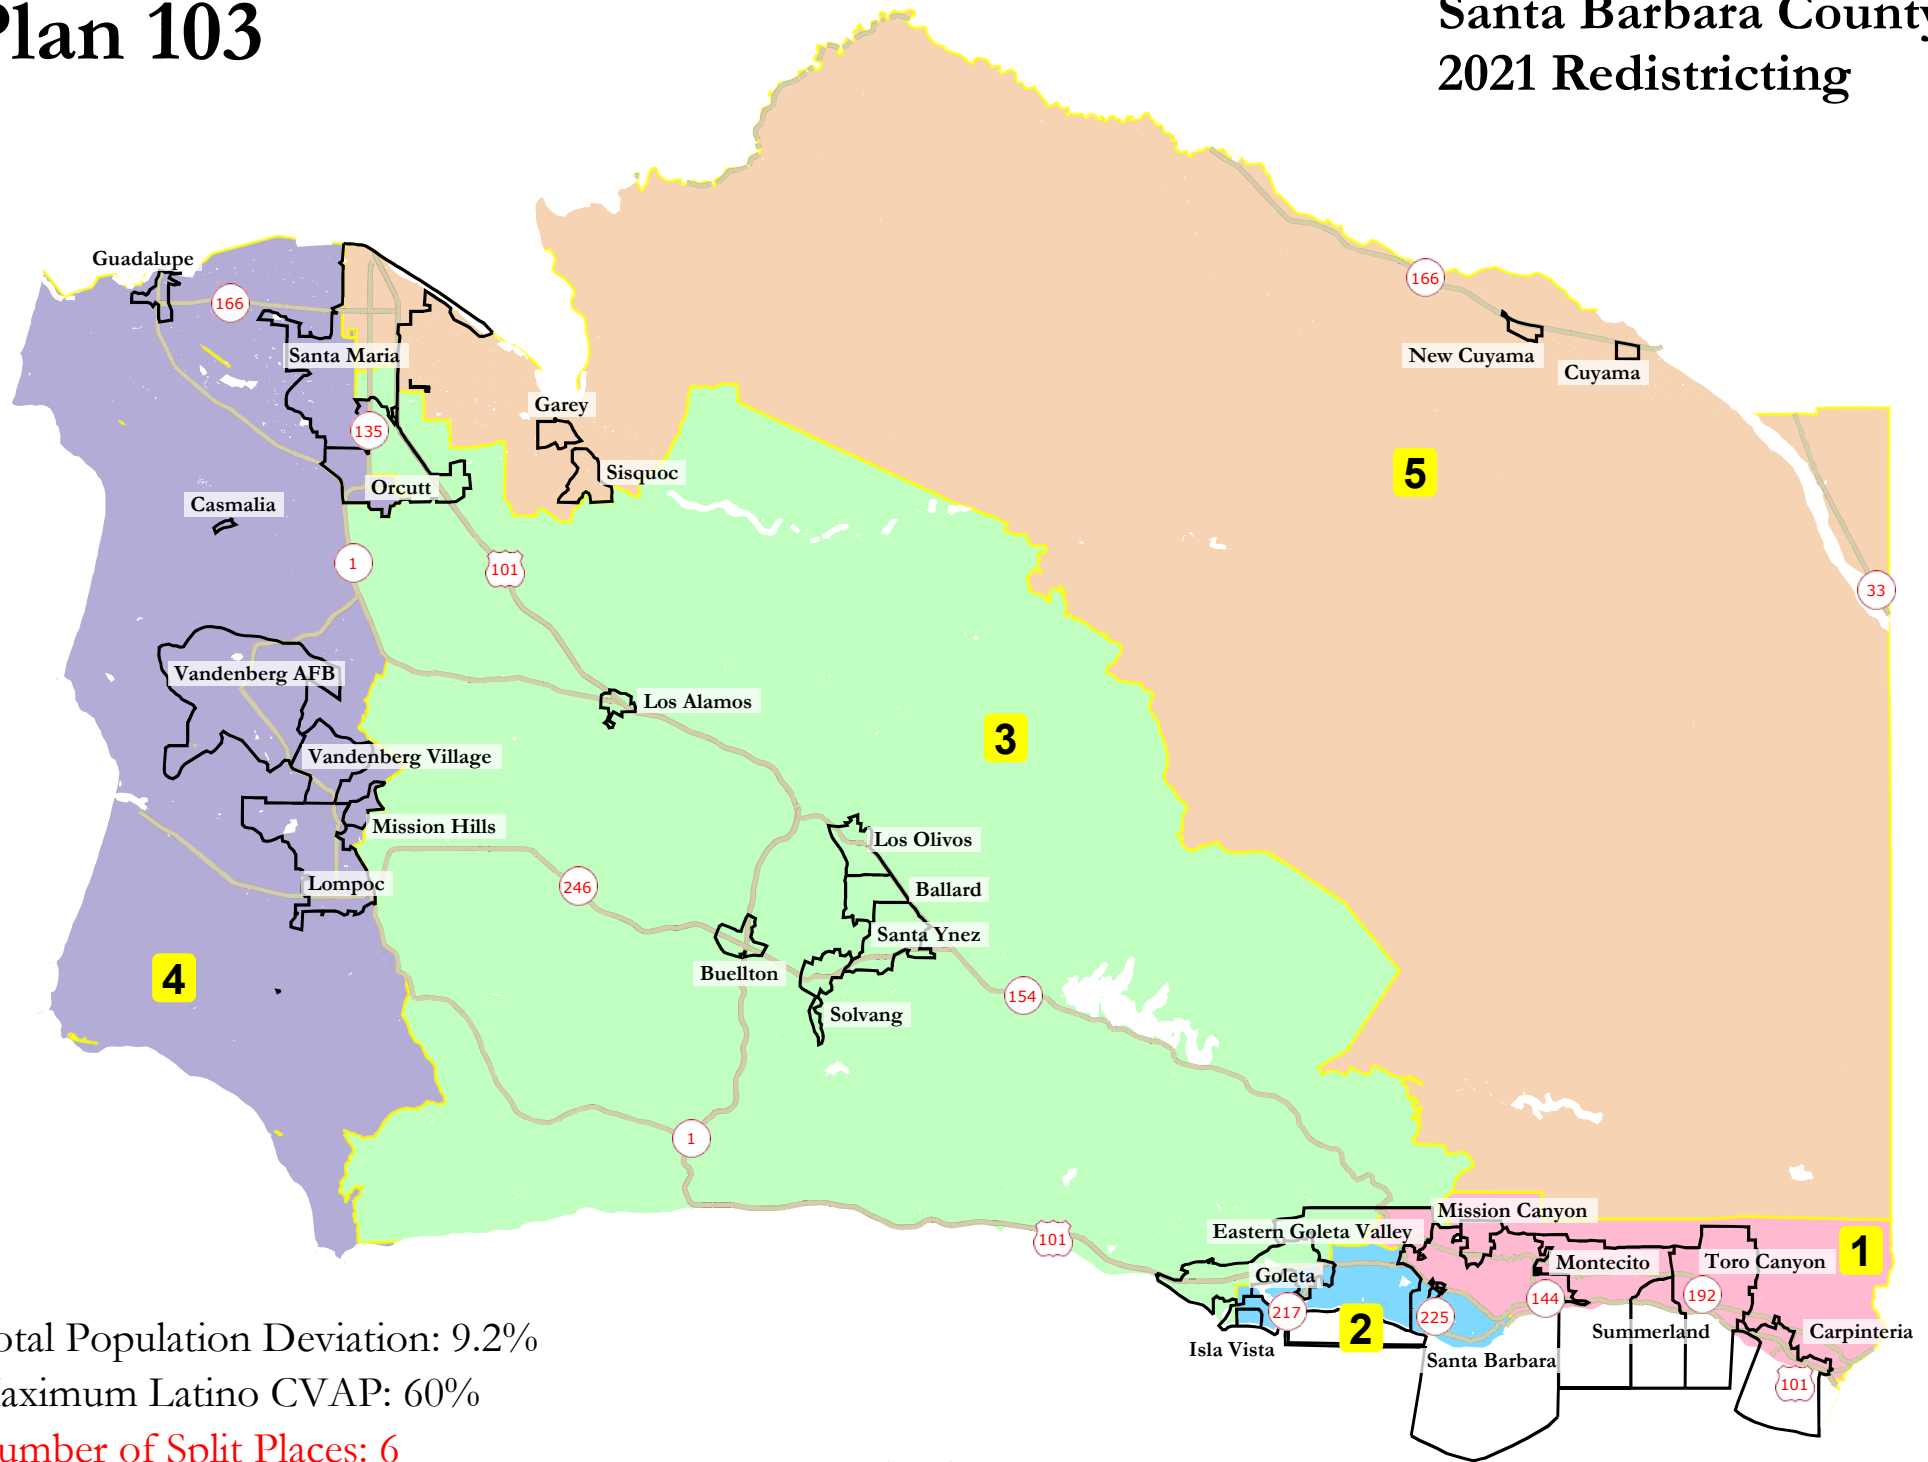 Plan 103
Santa Barbara County
2021 Redistricting
Guadalupe
166
Santa Maria
135
Orcutt
Casmalia
1
101
Garey
Sisquoc
166
New Cuyama
Cuyama
5
33
Vandenberg AFB
Vandenberg Village
Mission Hills
Lompoc
4
Los Alamos
3
246
Los Olivos
Ballard
Santa Ynez
Buellton
Solvang
154
1
101
Mission Canyon
Eastern Goleta Valley
Goleta
Montecito
Toro Canyon
1
217
2
225
144
192
Isla Vista
Santa Barbara
Summerland
Carpinteria
101
otal Population Deviation: 9.2%
aximum Latino CVAP: 60%
umber of Split Places: 6